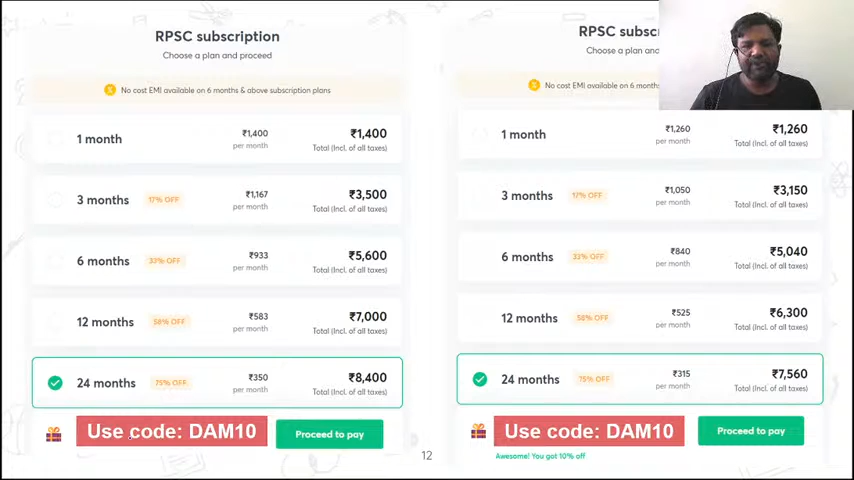 RPSC subscription
Choose a plan and proceed
No cost EMI available on 6 months & above subscription plans
1 month ₹1,400 per month ₹1,400 Total (Incl. of all taxes)
3 months 17% OFF ₹1,167 per month ₹3,500 Total (Incl. of all taxes)
6 months 33% OFF ₹933 per month ₹5,600 Total (Incl. of all taxes)
12 months 58% OFF ₹583 per month ₹7,000 Total (Incl. of all taxes)
24 months 75% OFF ₹350 per month ₹8,400 Total (Incl. of all taxes)
Use code: DAM10 Proceed to pay
RPSC
Choose a plan and
No cost EMI available on 6
1 month ₹1,260 per month ₹1,260 Total (Incl. of all taxes)
3 months 17% OFF ₹1,050 per month ₹3,150 Total (Incl. of all taxes)
6 months 33% OFF ₹840 per month ₹5,040 Total (Incl. of all taxes)
12 months 58% OFF ₹525 per month ₹6,300 Total (Incl. of all taxes)
24 months 75% OFF ₹315 per month ₹7,560 Total (Incl. of all taxes)
Use code: DAM10 Proceed to pay
Awesome! You got 10% off
12